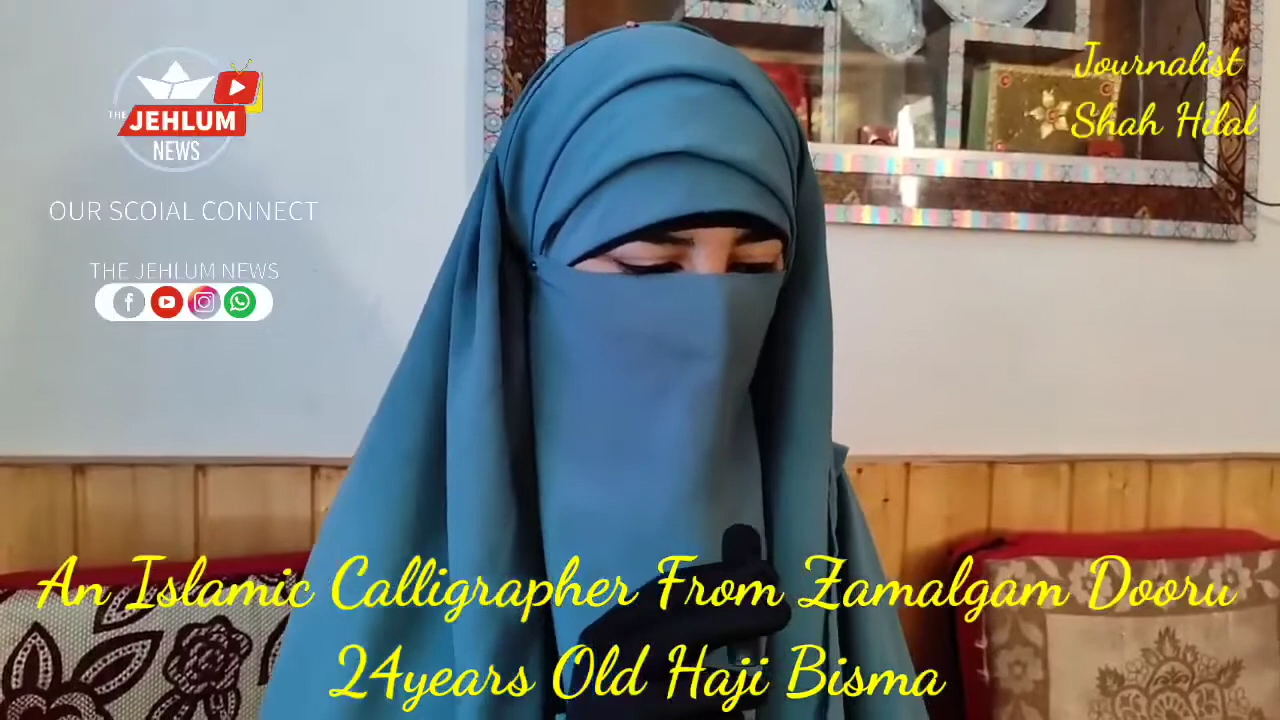 THE
JEHLUM
NEWS
OUR SCOIAL CONNECT
THE JEHLUM NEWS
Journalist
Shah Hilal
An Islamic Calligrapher From Zamalgam Dooru
24years Old Haji Bisma